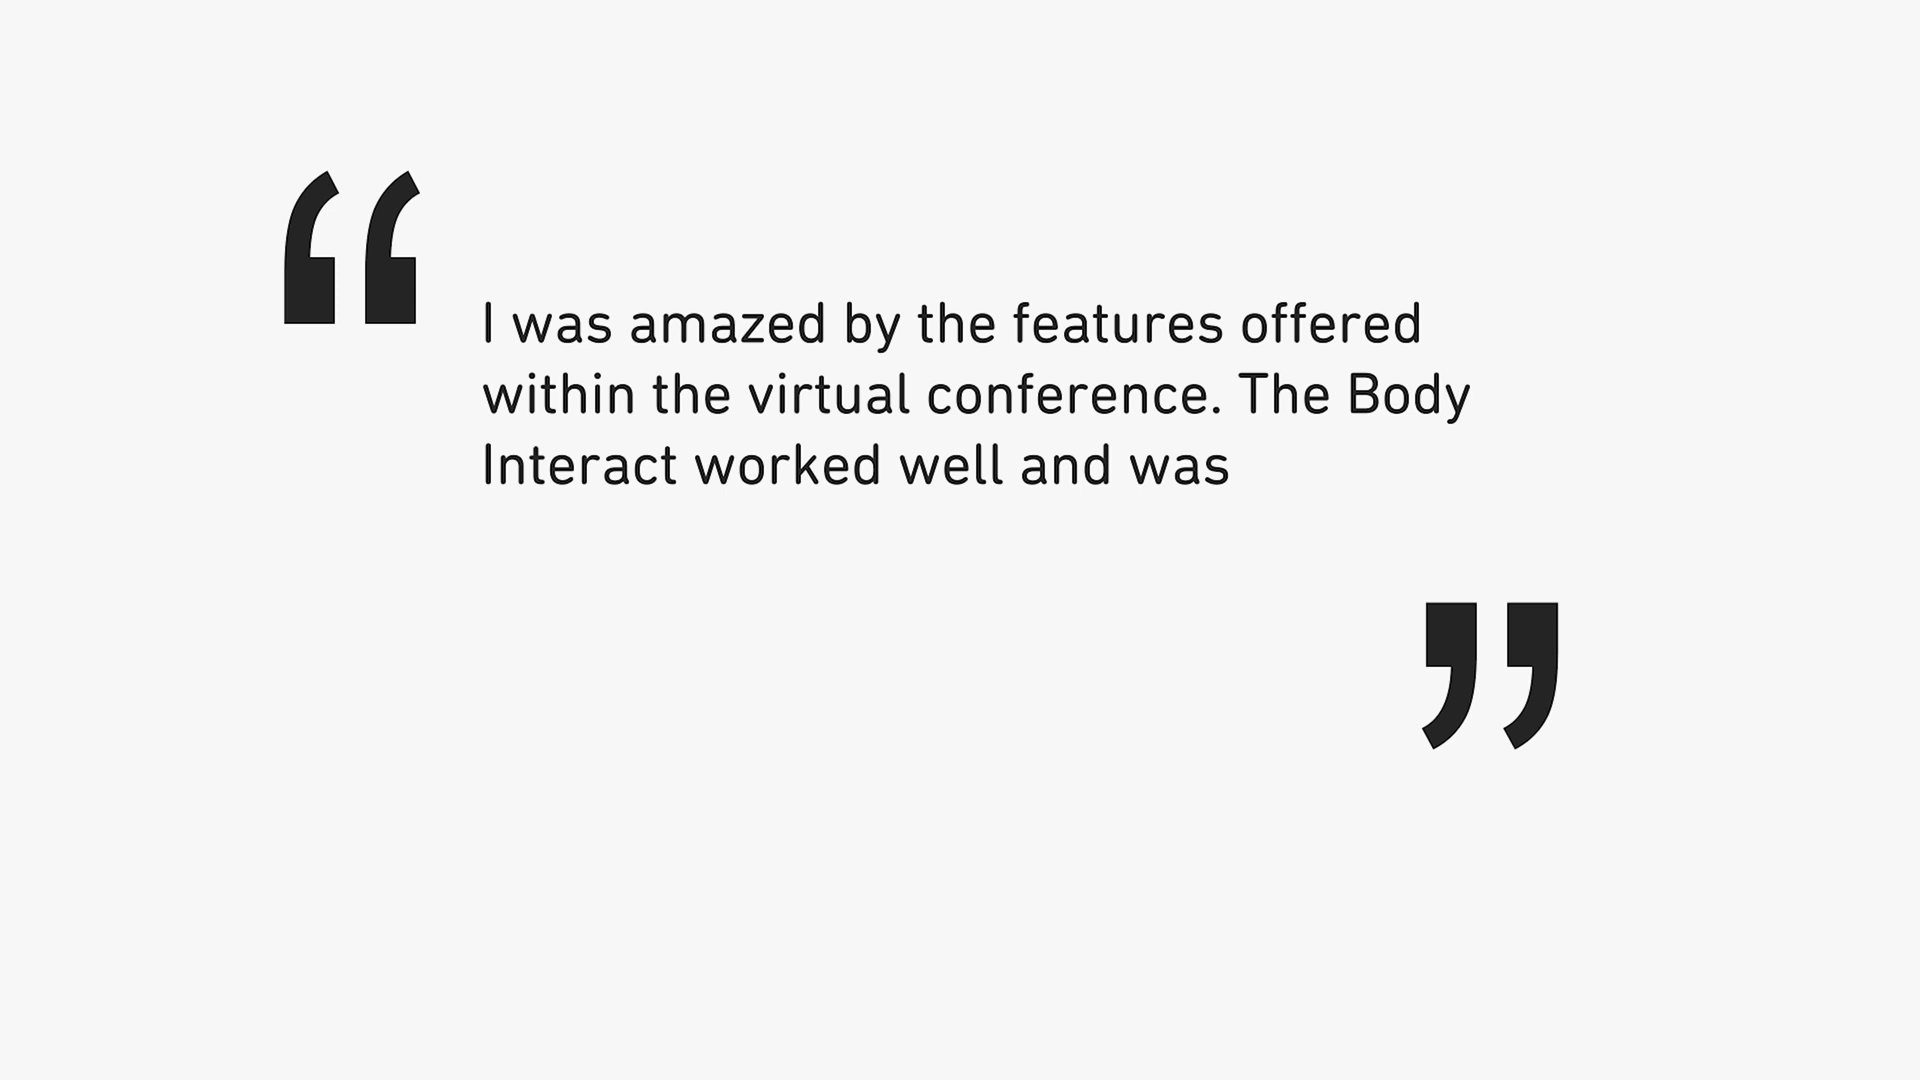 “
I was amazed by the features offered
within the virtual conference. The Body
Interact worked well and was
”